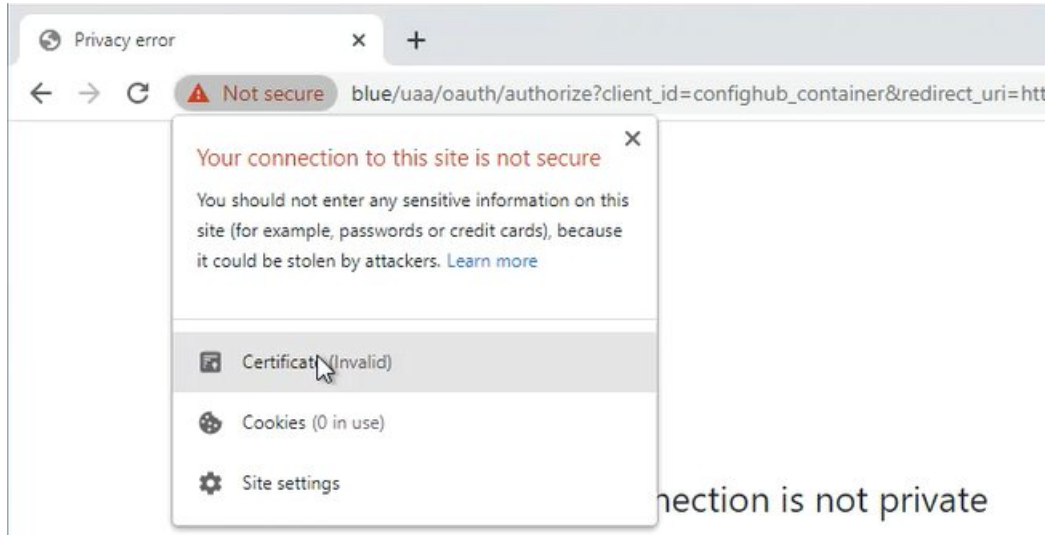 Privacy error
Not secure blue/uaa/oauth/authorize?client_id=confighub_container&redirect_uri=htt
Your connection to this site is not secure
You should not enter any sensitive information on this
site (for example, passwords or credit cards), because
it could be stolen by attackers. Learn more
Certificate (Invalid)
Cookies (0 in use)
Site settings
nection is not private